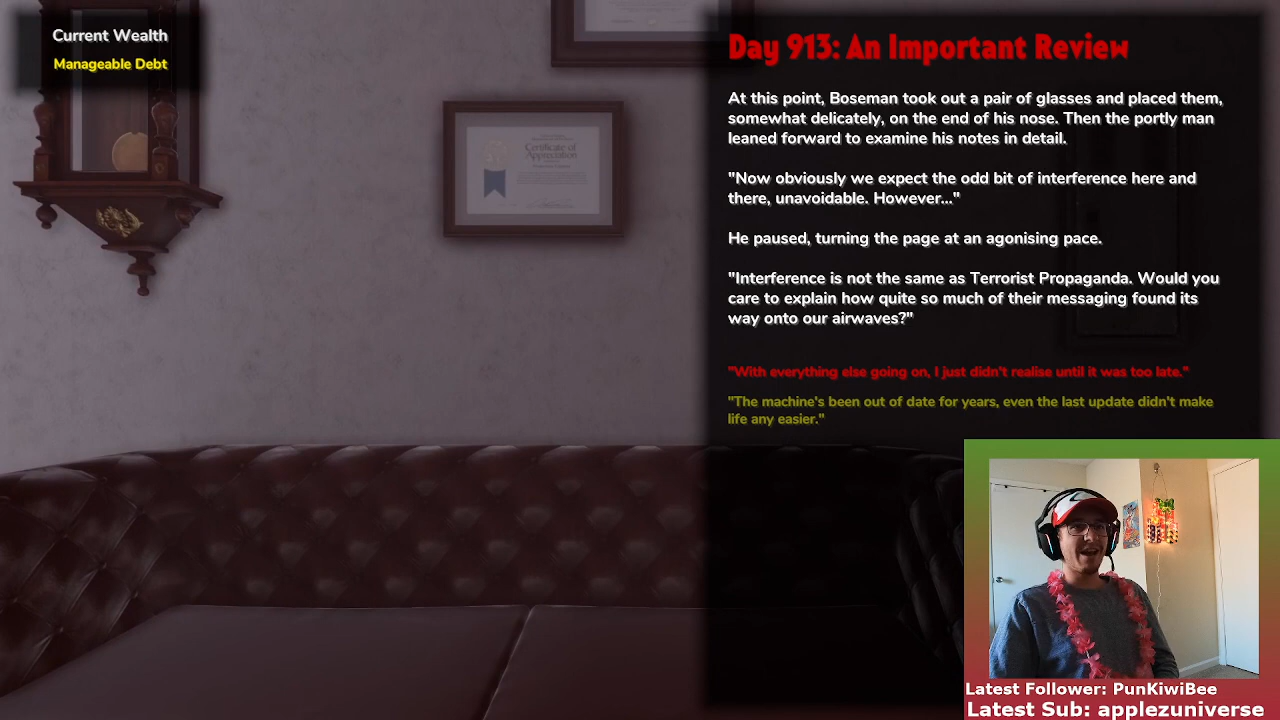 Current Wealth
Manageable Debt
Day 913: An Important Review
At this point, Boseman took out a pair of glasses and placed them,
somewhat delicately, on the end of his nose. Then the portly man
leaned forward to examine his notes in detail.
"Now obviously we expect the odd bit of interference here and
there, unavoidable. However..."
He paused, turning the page at an agonising pace.
"Interference is not the same as Terrorist Propaganda. Would you
care to explain how quite so much of their messaging found its
way onto our airwaves?"
"With everything else going on, I just didn't realise until it was too late."
"The machine's been out of date for years, even the last update didn't make
life any easier."
Certificate of
Appreciation
Latest Follower: PunKiwiBee
Latest Sub: applezuniverse